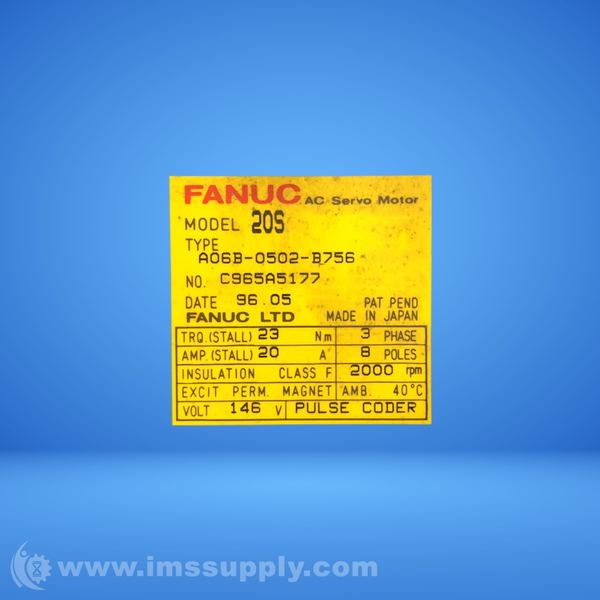 FANUC AC Servo Motor
MODEL 20S
TYPE
A06B-0502-B756
NO. C965A5177
DATE 96.05 PAT PEND
FANUC LTD MADE IN JAPAN
TRQ.(STALL) 23 Nm 3 PHASE
AMP.(STALL) 20 A 8 POLES
INSULATION CLASS F 2000 rpm
EXCIT PERM. MAGNET AMB. 40°C
VOLT 146 V PULSE CODER
www.imssupply.com